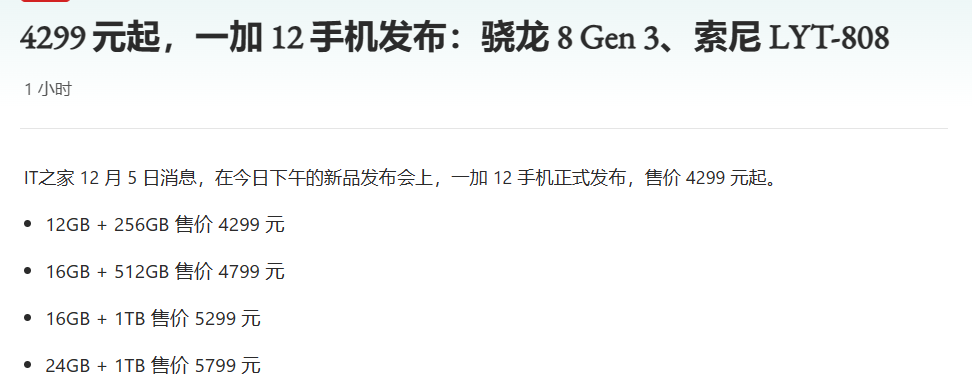 4299 元起，一加 12 手机发布：骁龙 8 Gen 3、索尼 LYT-808
1 小时
IT之家 12 月 5 日消息，在今日下午的新品发布会上，一加 12 手机正式发布，售价 4299 元起。
12GB + 256GB 售价 4299 元
16GB + 512GB 售价 4799 元
16GB + 1TB 售价 5299 元
24GB + 1TB 售价 5799 元